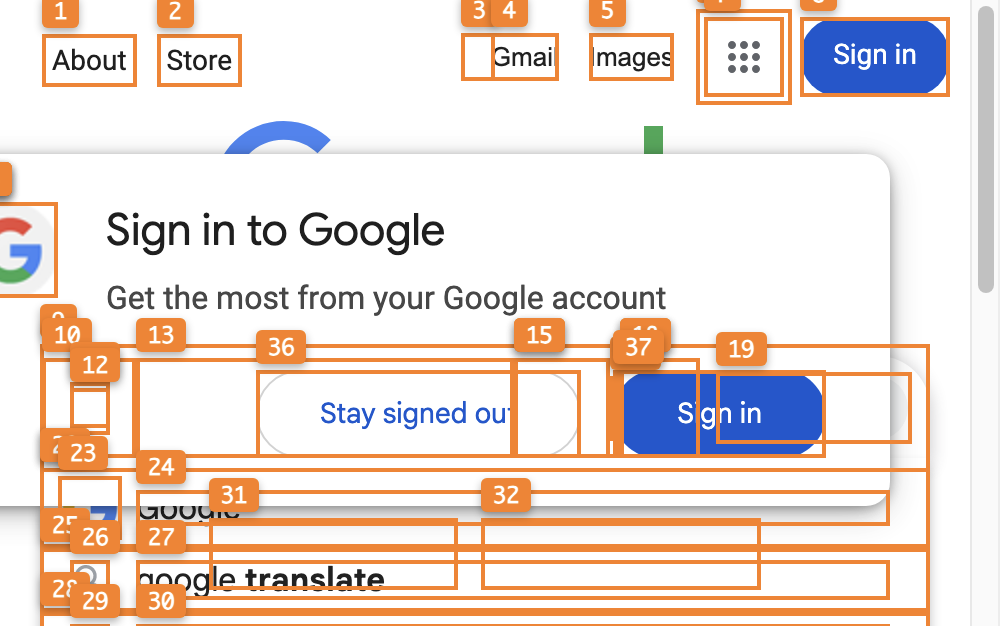 1 2 3 4 5
About Store Gmail Images Sign in
Sign in to Google
Get the most from your Google account
10 13 36 15 37 19
12
Stay signed out Sign in
23
24
Google
31 32
25 26 27
google translate
28 29 30